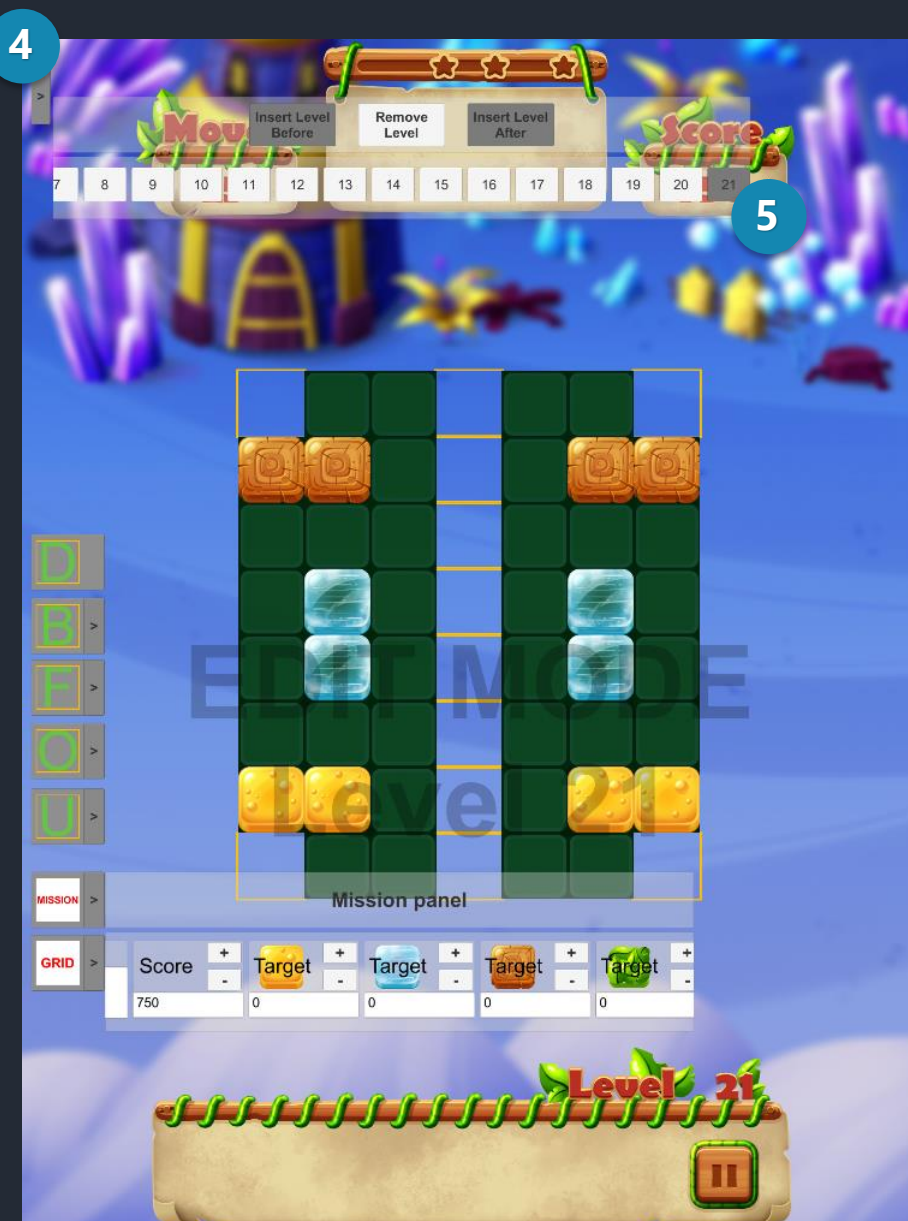 4
>
Insert Level
Before
Remove
Level
Insert Level
After
Score
7 8 9 10 11 12 13 14 15 16 17 18 19 20 21
5
D
B >
F >
O >
U >
EDIT MODE
Level 21
MISSION >
Mission panel
GRID >
Score + -
Target + -
Target + -
Target + -
Target + -
750 0 0 0 0
Level 21